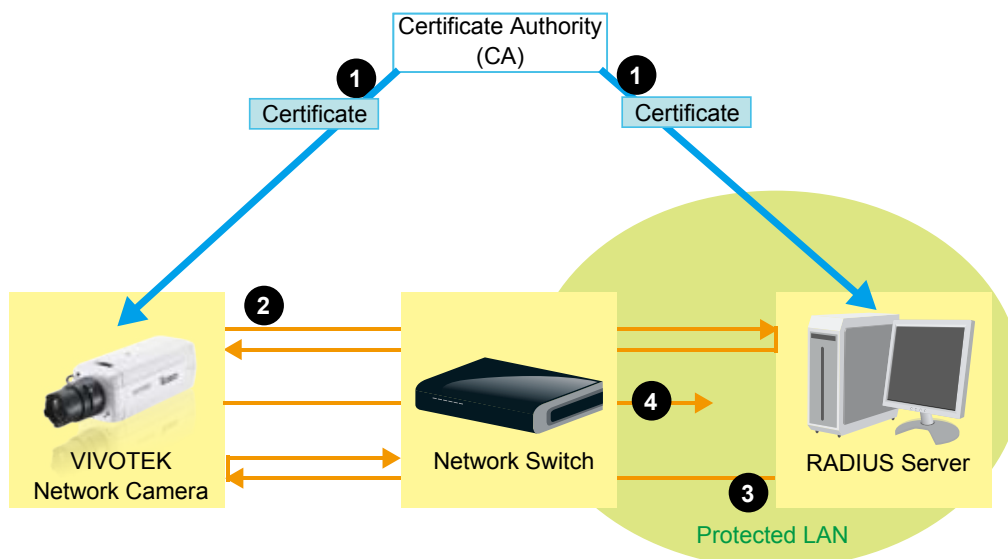 Certificate Authority
(CA)
1
1
Certificate
Certificate
2
4
VIVOTEK
Network Camera
Network Switch
RADIUS Server
3
Protected LAN